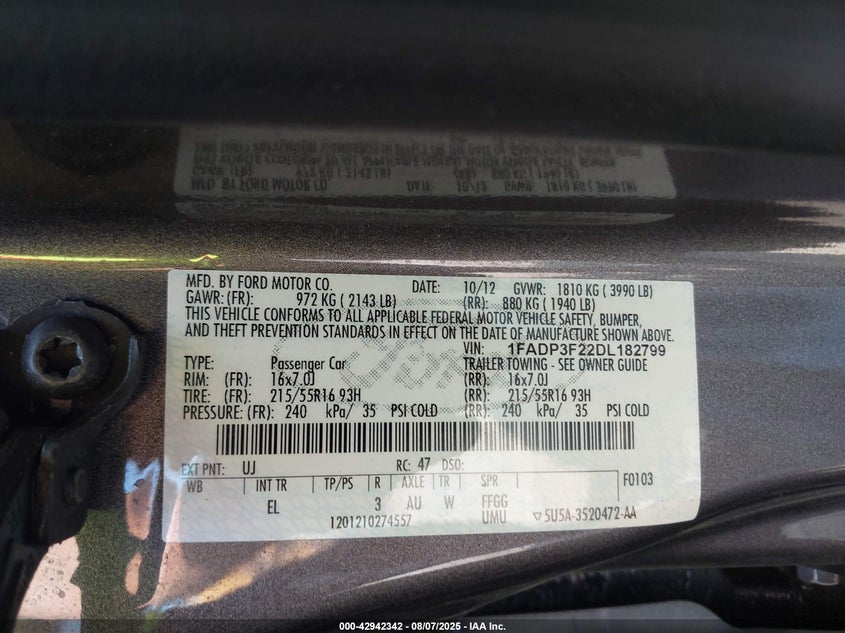 MFD. BY FORD MOTOR CO. DATE: 10/12 GVWR: 1810 KG ( 3990 LB)
GAWR: (FR): 972 KG ( 2143 LB) (RR): 880 KG ( 1940 LB)
THIS VEHICLE CONFORMS TO ALL APPLICABLE FEDERAL MOTOR VEHICLE SAFETY, BUMPER,
AND THEFT PREVENTION STANDARDS IN EFFECT ON THE DATE OF MANUFACTURE SHOWN ABOVE.
VIN: 1FADP3F22DL182799
TYPE: Passenger Car TRAILER TOWING - SEE OWNER GUIDE
RIM: (FR): 16x7.0J (RR): 16x7.0J
TIRE: (FR): 215/55R16 93H (RR): 215/55R16 93H
PRESSURE: (FR): 240 kPa/ 35 PSI COLD (RR): 240 kPa/ 35 PSI COLD
EXT PNT: UJ RC: 47 DSO:
WB INT TR TP/PS R AXLE TR SPR F0103
EL 3 AU W FFGG
1201210274557 UMU ▽5U5A-3520472-AA
000-42942342 - 08/07/2025 - IAA Inc.